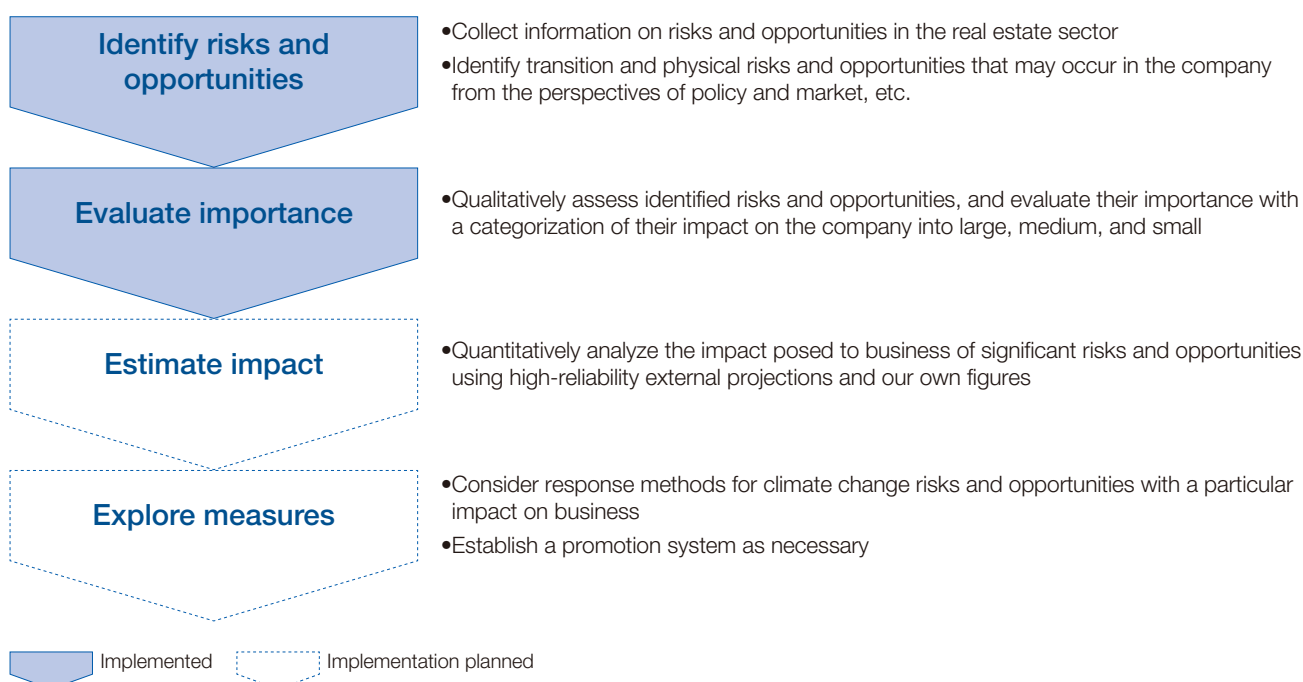 Identify risks and
opportunities
•Collect information on risks and opportunities in the real estate sector
•Identify transition and physical risks and opportunities that may occur in the company
from the perspectives of policy and market, etc.
Evaluate importance
•Qualitatively assess identified risks and opportunities, and evaluate their importance with
a categorization of their impact on the company into large, medium, and small
Estimate impact
•Quantitatively analyze the impact posed to business of significant risks and opportunities
using high-reliability external projections and our own figures
Explore measures
•Consider response methods for climate change risks and opportunities with a particular
impact on business
•Establish a promotion system as necessary
Implemented
Implementation planned